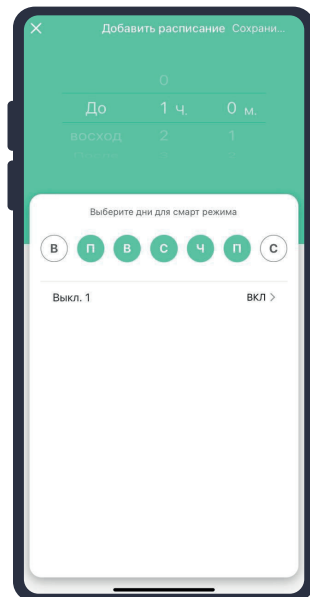 Добавить расписание Сохрани...
0
До 1 ч. 0 м.
восход 2 1
Выберите дни для смарт режима
В П В С Ч П С
Выкл. 1 ВКЛ >